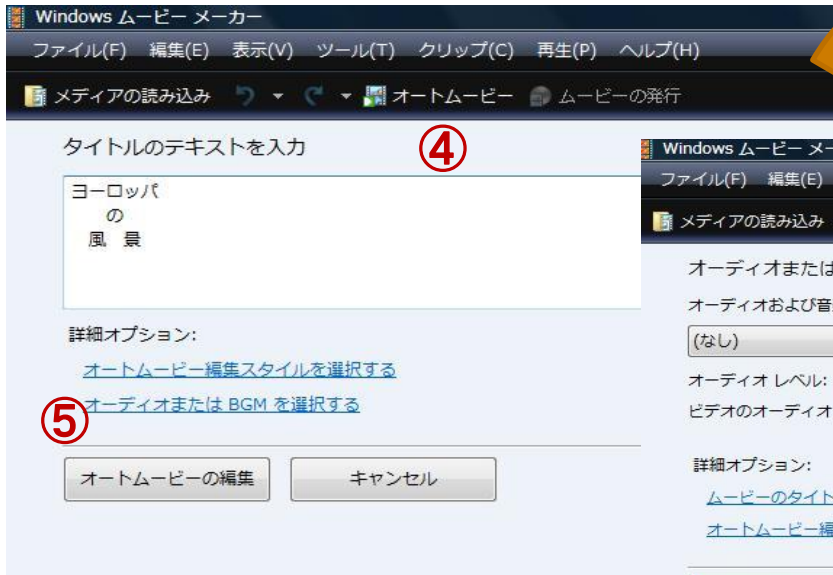 Windows ムービー メーカー
ファイル(F) 編集(E) 表示(V) ツール(T) クリップ(C) 再生(P) ヘルプ(H)
メディアの読み込み オートムービー ムービーの発行
タイトルのテキストを入力
④
ヨーロッパ
の
風 景
詳細オプション:
オートムービー編集スタイルを選択する
⑤
オーディオまたは BGM を選択する
オートムービーの編集 キャンセル
Windows ムービー メー
ファイル(F) 編集(E)
メディアの読み込み
オーディオまたは
オーディオおよび音
(なし)
オーディオ レベル:
ビデオのオーディオ
詳細オプション:
ムービーのタイト
オートムービー編